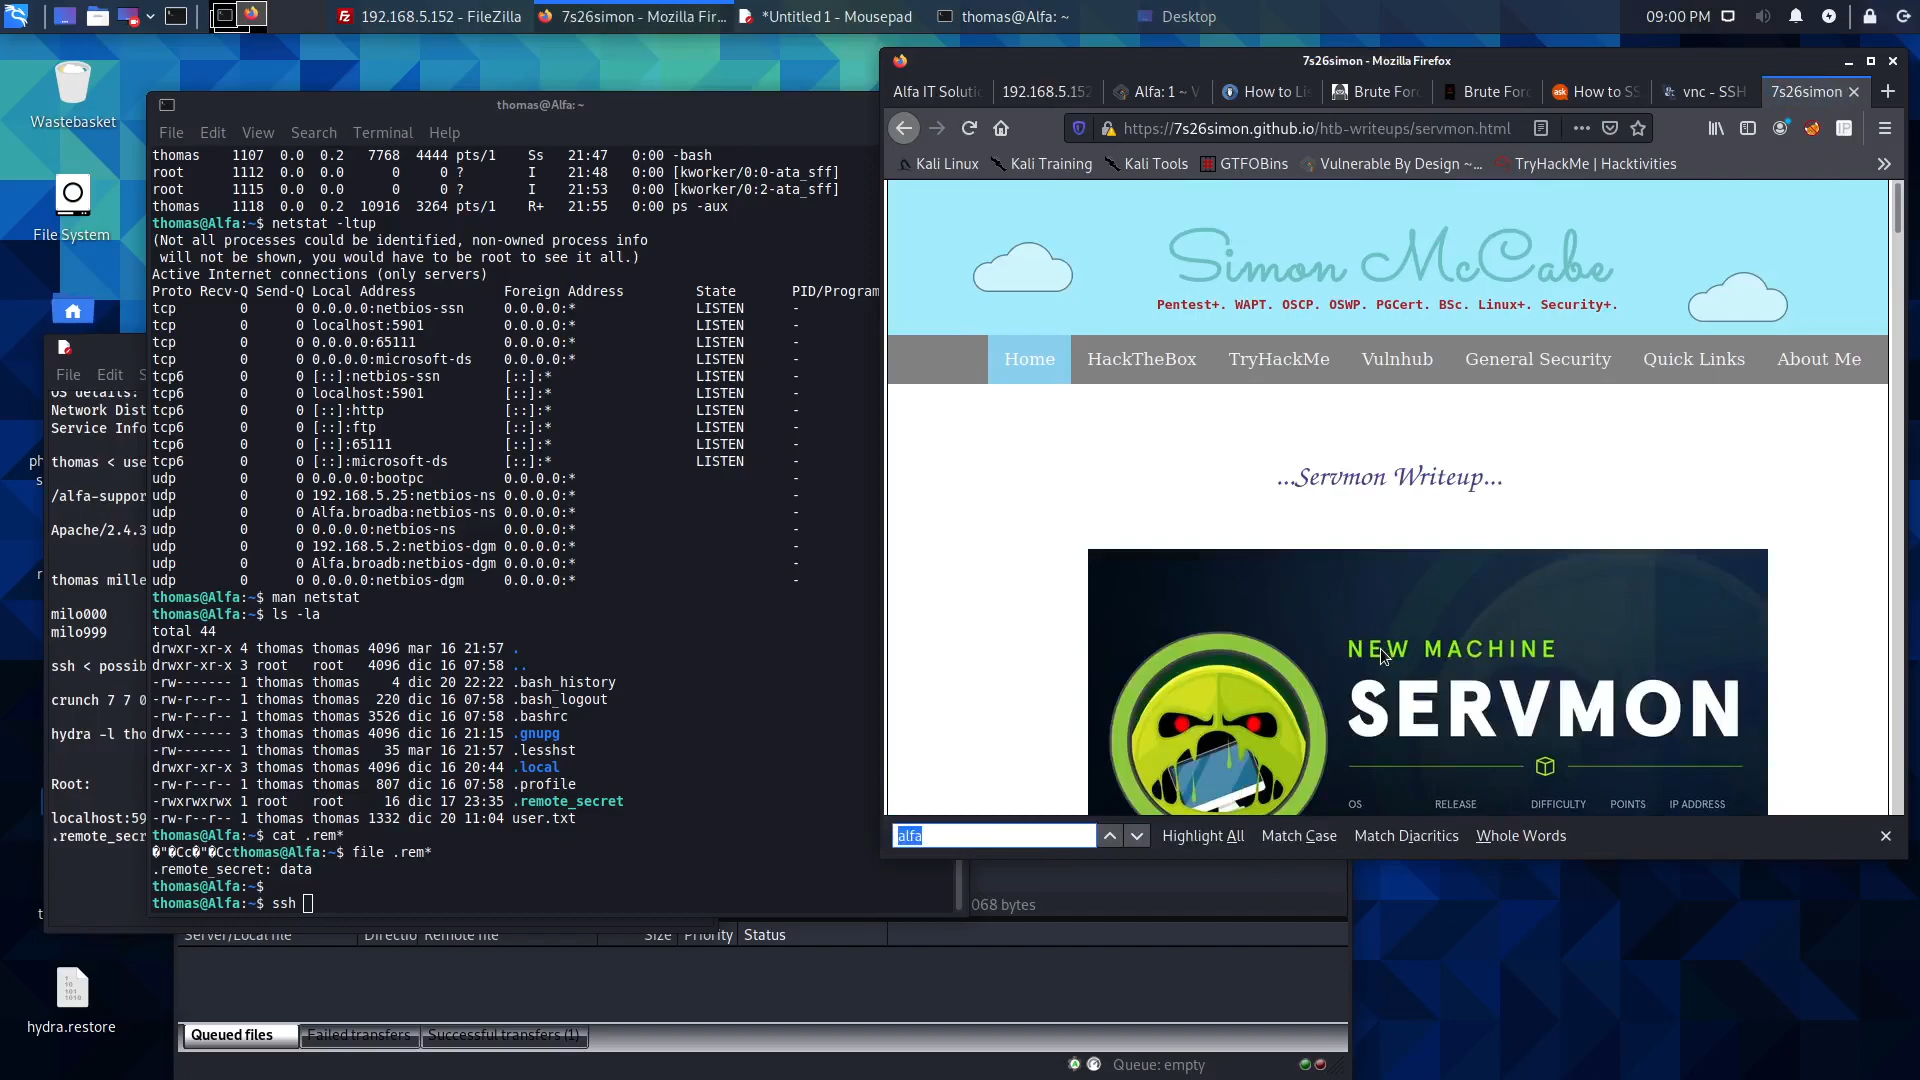 192.168.5.152 - FileZilla
7s26simon - Mozilla Fir...
*Untitled 1 - Mousepad
thomas@Alfa: ~
Desktop
09:00 PM
Wastebasket
File System
hydra.restore
File Edit
OS details:
Network Dist
Service Info
thomas < use
/alfa-suppor
Apache/2.4.3
thomas mille
milo000
milo999
ssh < possib
crunch 7 7 0
hydra -l tho
Root:
localhost:59
.remote_secr
thomas@Alfa: ~
File Edit View Search Terminal Help
thomas 1107 0.0 0.2 7768 4444 pts/1 Ss 21:47 0:00 -bash
root 1112 0.0 0.0 0 0 ? I 21:48 0:00 [kworker/0:0-ata_sff]
root 1115 0.0 0.0 0 0 ? I 21:53 0:00 [kworker/0:2-ata_sff]
thomas 1118 0.0 0.2 10916 3264 pts/1 R+ 21:55 0:00 ps -aux
thomas@Alfa:~$ netstat -ltup
(Not all processes could be identified, non-owned process info
will not be shown, you would have to be root to see it all.)
Active Internet connections (only servers)
Proto Recv-Q Send-Q Local Address Foreign Address State PID/Program
tcp 0 0 0.0.0.0:netbios-ssn 0.0.0.0:* LISTEN -
tcp 0 0 localhost:5901 0.0.0.0:* LISTEN -
tcp 0 0 0.0.0.0:65111 0.0.0.0:* LISTEN -
tcp 0 0 0.0.0.0:microsoft-ds 0.0.0.0:* LISTEN -
tcp6 0 0 [::]:netbios-ssn [::]:* LISTEN -
tcp6 0 0 localhost:5901 [::]:* LISTEN -
tcp6 0 0 [::]:http [::]:* LISTEN -
tcp6 0 0 [::]:ftp [::]:* LISTEN -
tcp6 0 0 [::]:65111 [::]:* LISTEN -
tcp6 0 0 [::]:microsoft-ds [::]:* LISTEN -
udp 0 0 0.0.0.0:bootpc 0.0.0.0:* -
udp 0 0 192.168.5.25:netbios-ns 0.0.0.0:* -
udp 0 0 Alfa.broadba:netbios-ns 0.0.0.0:* -
udp 0 0 0.0.0.0:netbios-ns 0.0.0.0:* -
udp 0 0 192.168.5.2:netbios-dgm 0.0.0.0:* -
udp 0 0 Alfa.broadb:netbios-dgm 0.0.0.0:* -
udp 0 0 0.0.0.0:netbios-dgm 0.0.0.0:* -
thomas@Alfa:~$ man netstat
thomas@Alfa:~$ ls -la
total 44
drwxr-xr-x 4 thomas thomas 4096 mar 16 21:57 .
drwxr-xr-x 3 root root 4096 dic 16 07:58 ..
-rw------- 1 thomas thomas 4 dic 20 22:22 .bash_history
-rw-r--r-- 1 thomas thomas 220 dic 16 07:58 .bash_logout
-rw-r--r-- 1 thomas thomas 3526 dic 16 07:58 .bashrc
drwx------ 3 thomas thomas 4096 dic 16 21:15 .gnupg
-rw------- 1 thomas thomas 35 mar 16 21:57 .lesshst
drwxr-xr-x 3 thomas thomas 4096 dic 16 20:44 .local
-rw-r--r-- 1 thomas thomas 807 dic 16 07:58 .profile
-rwxrwxrwx 1 root root 16 dic 17 23:35 .remote_secret
-rw-r--r-- 1 thomas thomas 1332 dic 20 11:04 user.txt
thomas@Alfa:~$ cat .rem*
�"�Cc�"�Ccthomas@Alfa:~$ file .rem*
.remote_secret: data
thomas@Alfa:~$
thomas@Alfa:~$ ssh
7s26simon - Mozilla Firefox
Alfa IT Soluti
192.168.5.152
Alfa: 1 ~ V
How to Lis
Brute Forc
Brute Forc
How to SS
vnc - SSH
7s26simon
https://7s26simon.github.io/htb-writeups/servmon.html
Kali Linux
Kali Training
Kali Tools
GTFOBins
Vulnerable By Design ~...
TryHackMe | Hacktivities
Simon McCabe
Pentest+. WAPT. OSCP. OSWP. PGCert. BSc. Linux+. Security+.
Home HackTheBox TryHackMe Vulnhub General Security Quick Links About Me
...Servmon Writeup...
NEW MACHINE
SERVMON
OS RELEASE DIFFICULTY POINTS IP ADDRESS
alfa
Highlight All Match Case Match Diacritics Whole Words
068 bytes
Server/Local file Directio Remote file Size Priority Status
Queued files Failed transfers Successful transfers (1)
Queue: empty